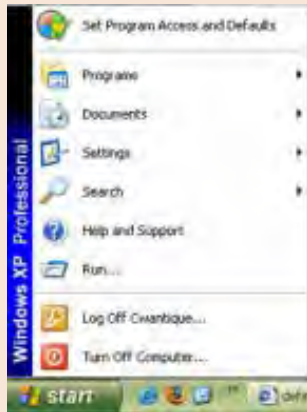 Set Program Access and Defaults
Programs
Documents
Settings
Search
Help and Support
Run...
Log Off Cwantique...
Turn Off Computer...
Windows XP Professional
start